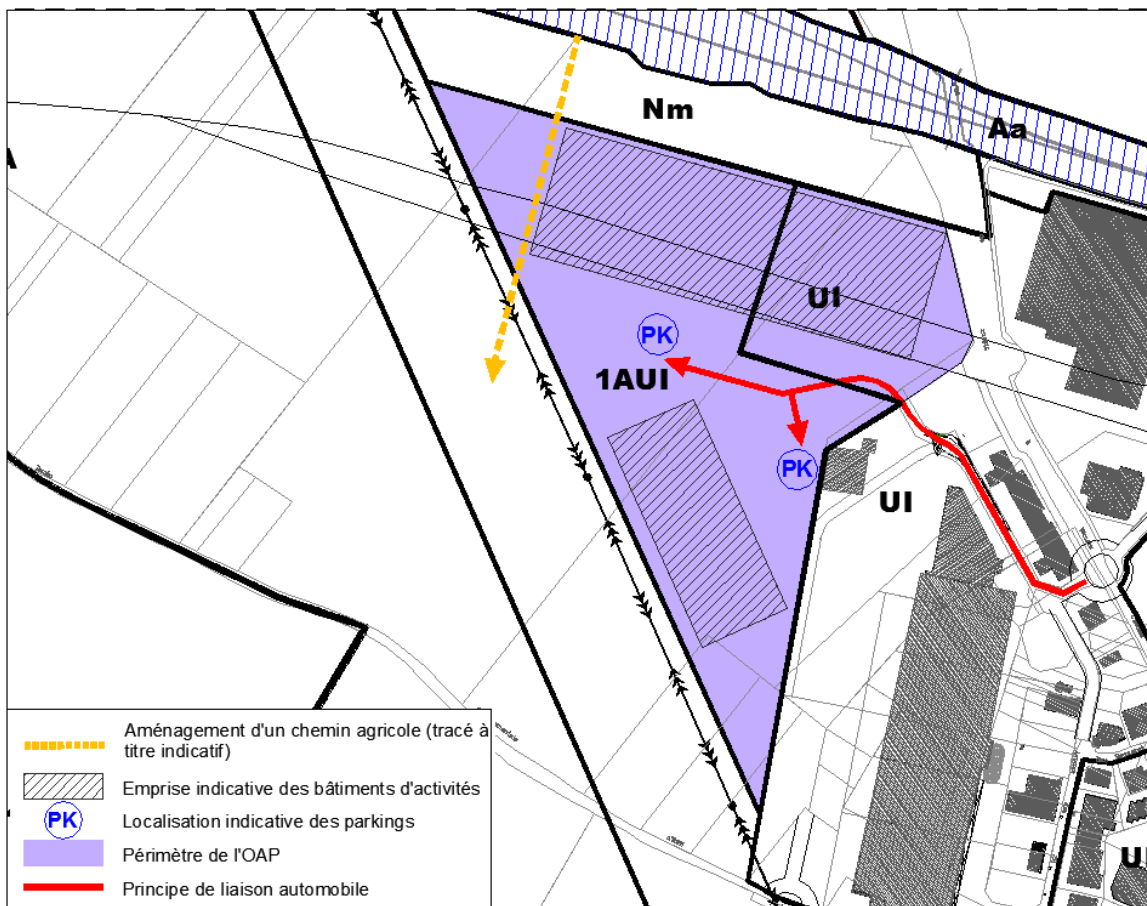 Nm
Aa
A
UI
PK
1AUI
PK
UI
U
Aménagement d'un chemin agricole (tracé à
titre indicatif)
Emprise indicative des bâtiments d'activités
PK
Localisation indicative des parkings
Périmètre de l'OAP
Principe de liaison automobile